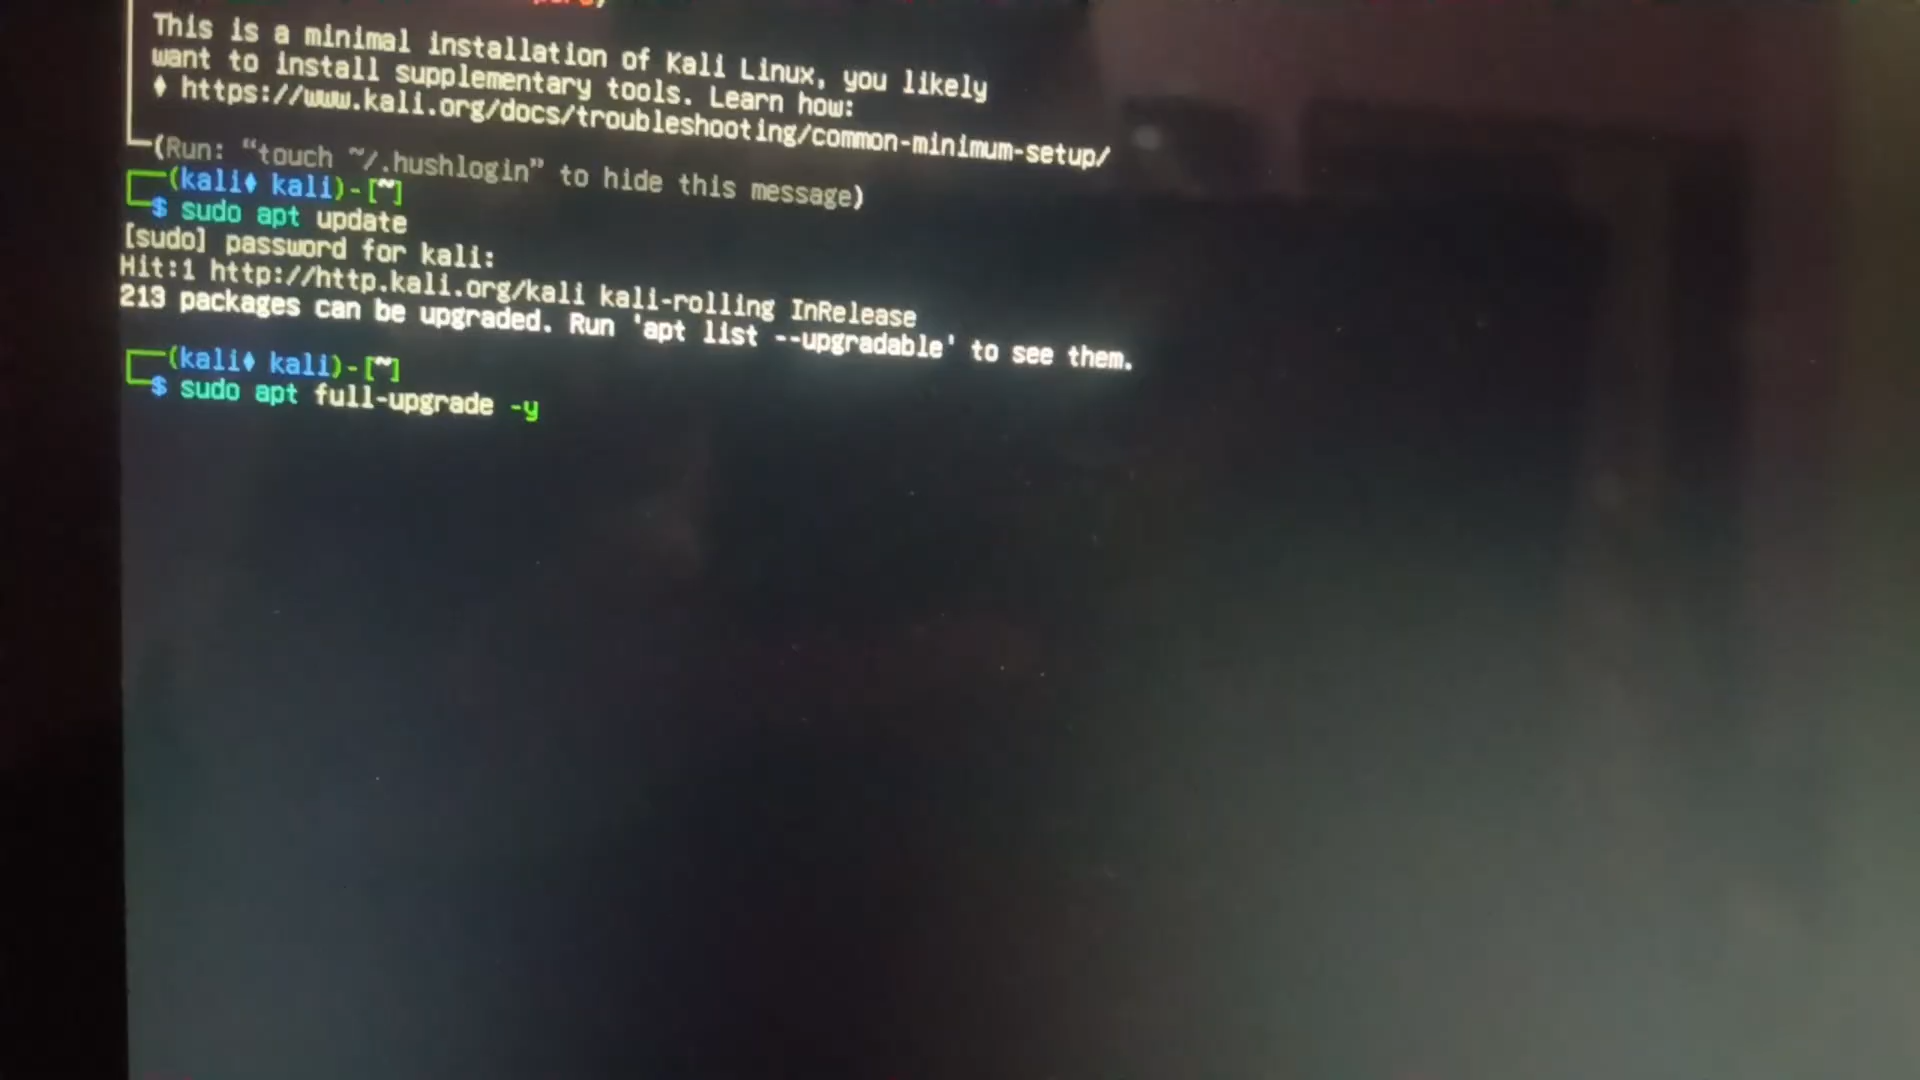 This is a minimal installation of Kali Linux, you likely
want to install supplementary tools. Learn how:
♦ https://www.kali.org/docs/troubleshooting/common-minimum-setup/
(Run: “touch ~/.hushlogin” to hide this message)
(kali♦ kali)-[~]
$ sudo apt update
[sudo] password for kali:
Hit:1 http://http.kali.org/kali kali-rolling InRelease
213 packages can be upgraded. Run 'apt list --upgradable' to see them.
(kali♦ kali)-[~]
$ sudo apt full-upgrade -y